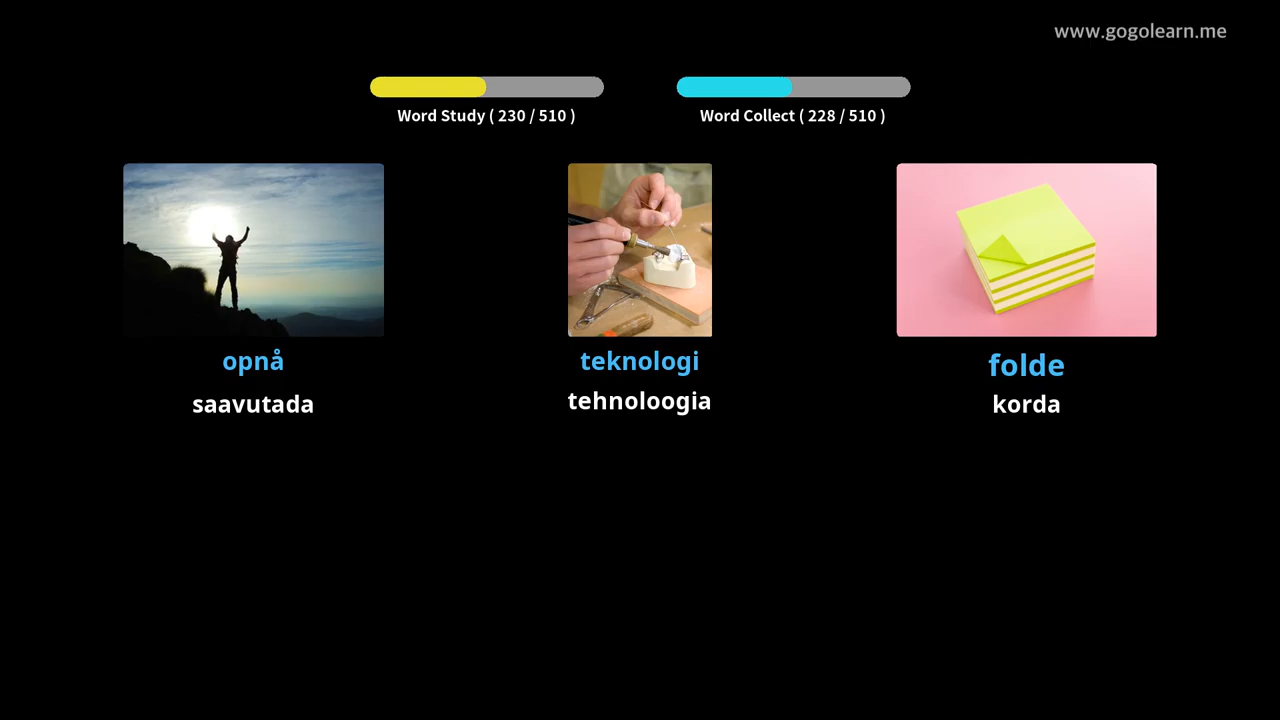 www.gogolearn.me
Word Study ( 230 / 510 )
Word Collect ( 228 / 510 )
opnå
teknologi
folde
saavutada
tehnoloogia
korda